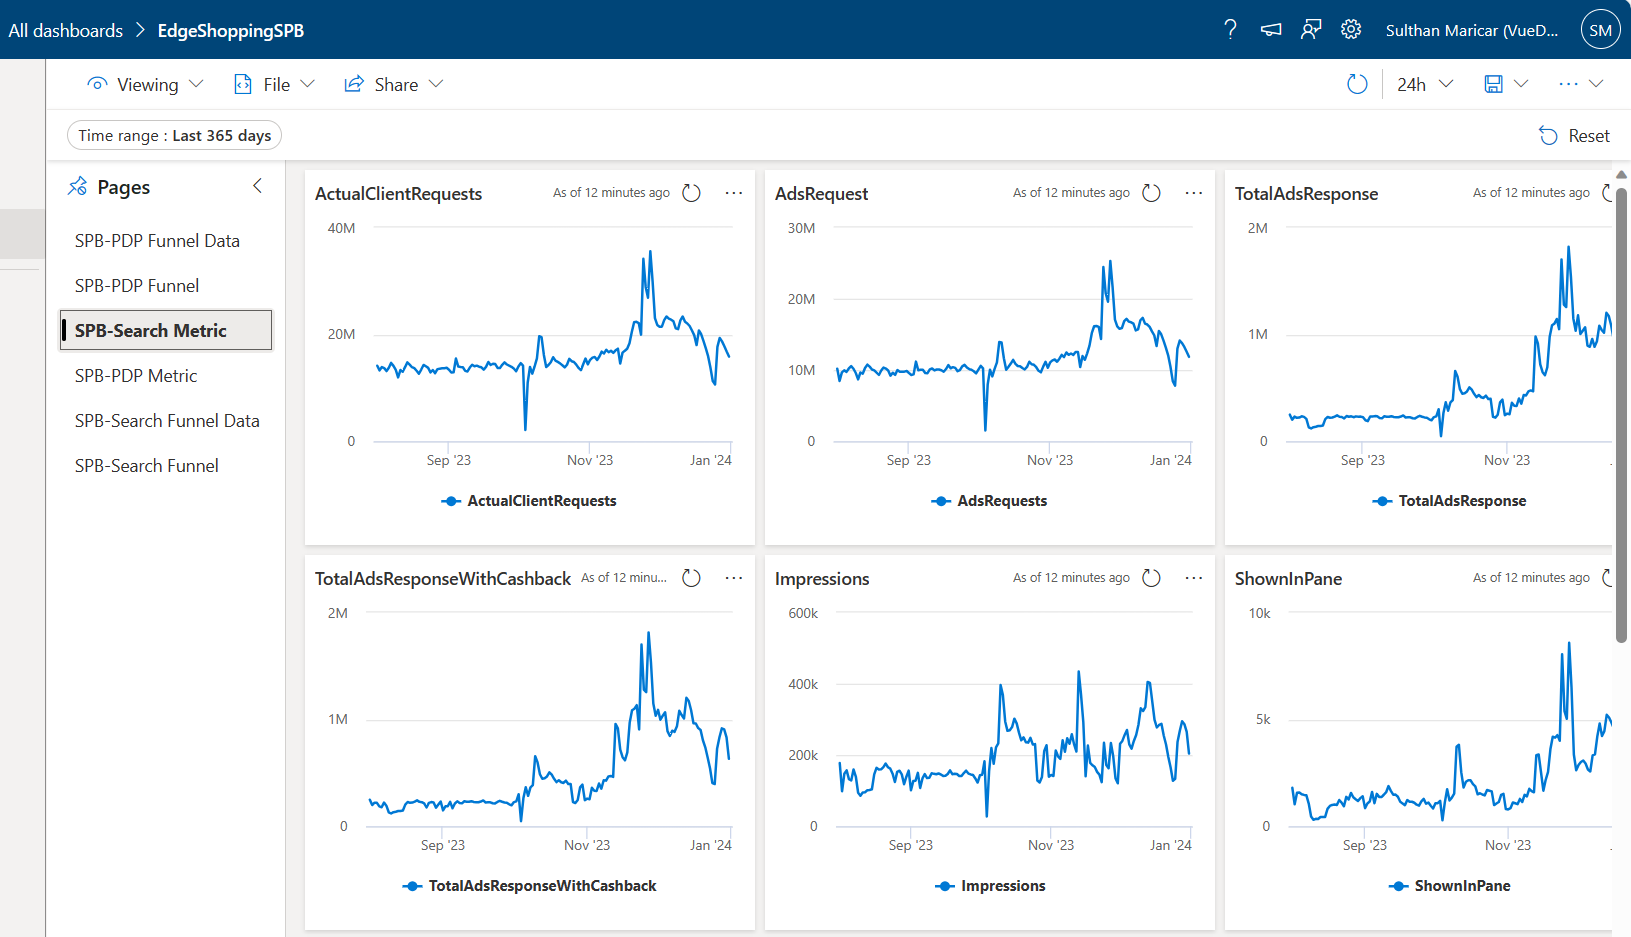 All dashboards > EdgeShoppingSPB
Sulthan Maricar (VueD... SM
Viewing File Share 24h
Time range : Last 365 days
Reset
Pages
SPB-PDP Funnel Data
SPB-PDP Funnel
SPB-Search Metric
SPB-PDP Metric
SPB-Search Funnel Data
SPB-Search Funnel
ActualClientRequests As of 12 minutes ago
40M
20M
0
Sep '23 Nov '23 Jan '24
ActualClientRequests
AdsRequest As of 12 minutes ago
30M
20M
10M
0
Sep '23 Nov '23 Jan '24
AdsRequests
TotalAdsResponse As of 12 minutes ago
2M
1M
0
Sep '23 Nov '23
TotalAdsResponse
TotalAdsResponseWithCashback As of 12 minu...
2M
1M
0
Sep '23 Nov '23 Jan '24
TotalAdsResponseWithCashback
Impressions As of 12 minutes ago
600k
400k
200k
0
Sep '23 Nov '23 Jan '24
Impressions
ShownInPane As of 12 minutes ago
10k
5k
0
Sep '23 Nov '23
ShownInPane